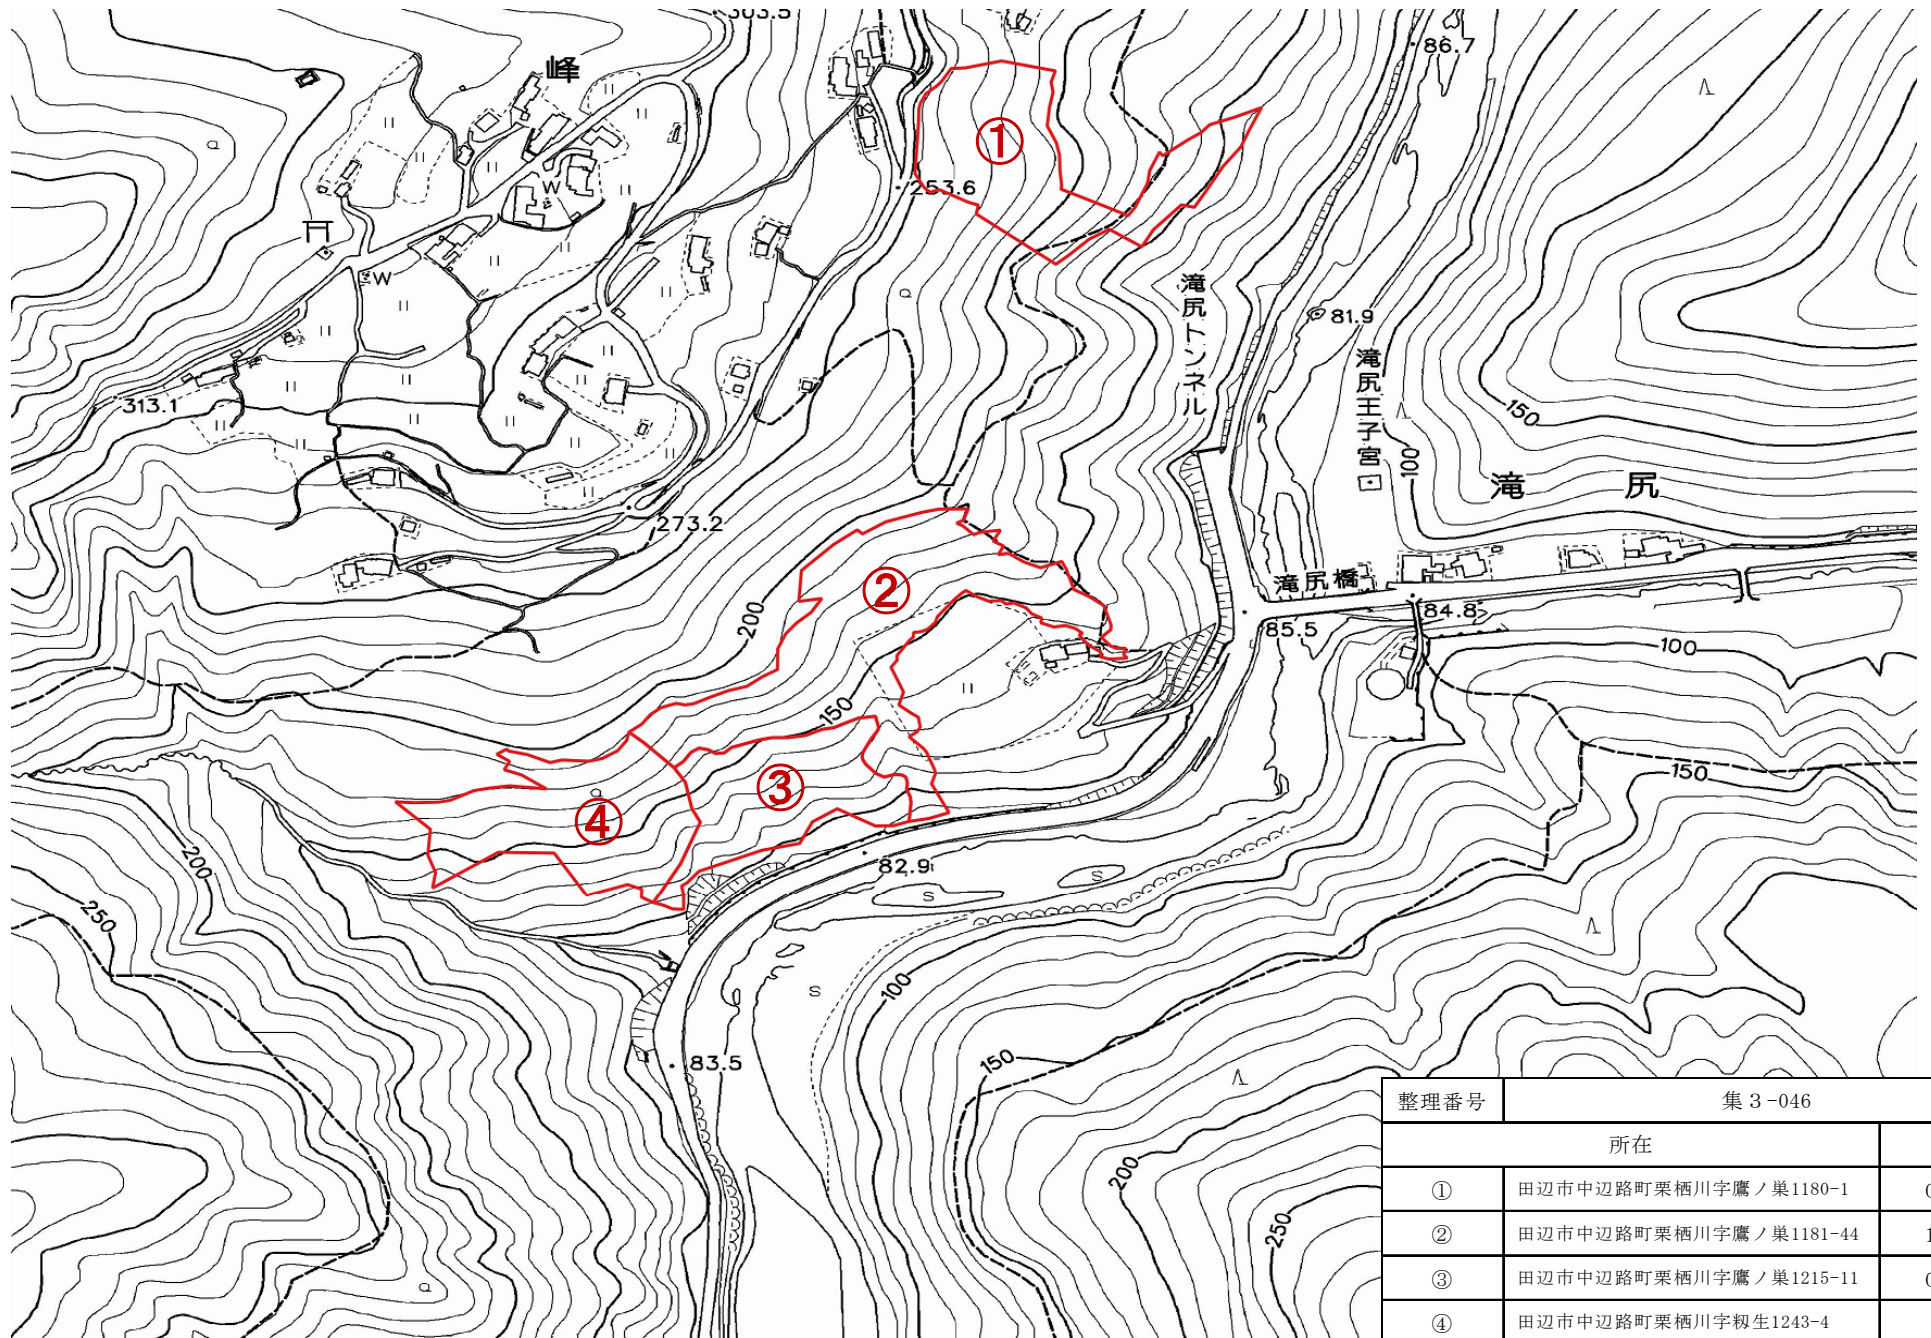 303.5
峰
86.7
①
253.6
W
W
滝尻トンネル
81.9
滝尻王子宮
313.1
150
100
滝尻
273.2
②
200
滝尻橋
84.8
85.5
100
150
150
③
④
200
82.9
S
S
250
S
100
83.5
150
200
250
整理番号 集3-046
所在
① 田辺市中辺路町栗栖川字鷹ノ巣1180-1 0
② 田辺市中辺路町栗栖川字鷹ノ巣1181-44 1
③ 田辺市中辺路町栗栖川字鷹ノ巣1215-11 0
④ 田辺市中辺路町栗栖川字籾生1243-4